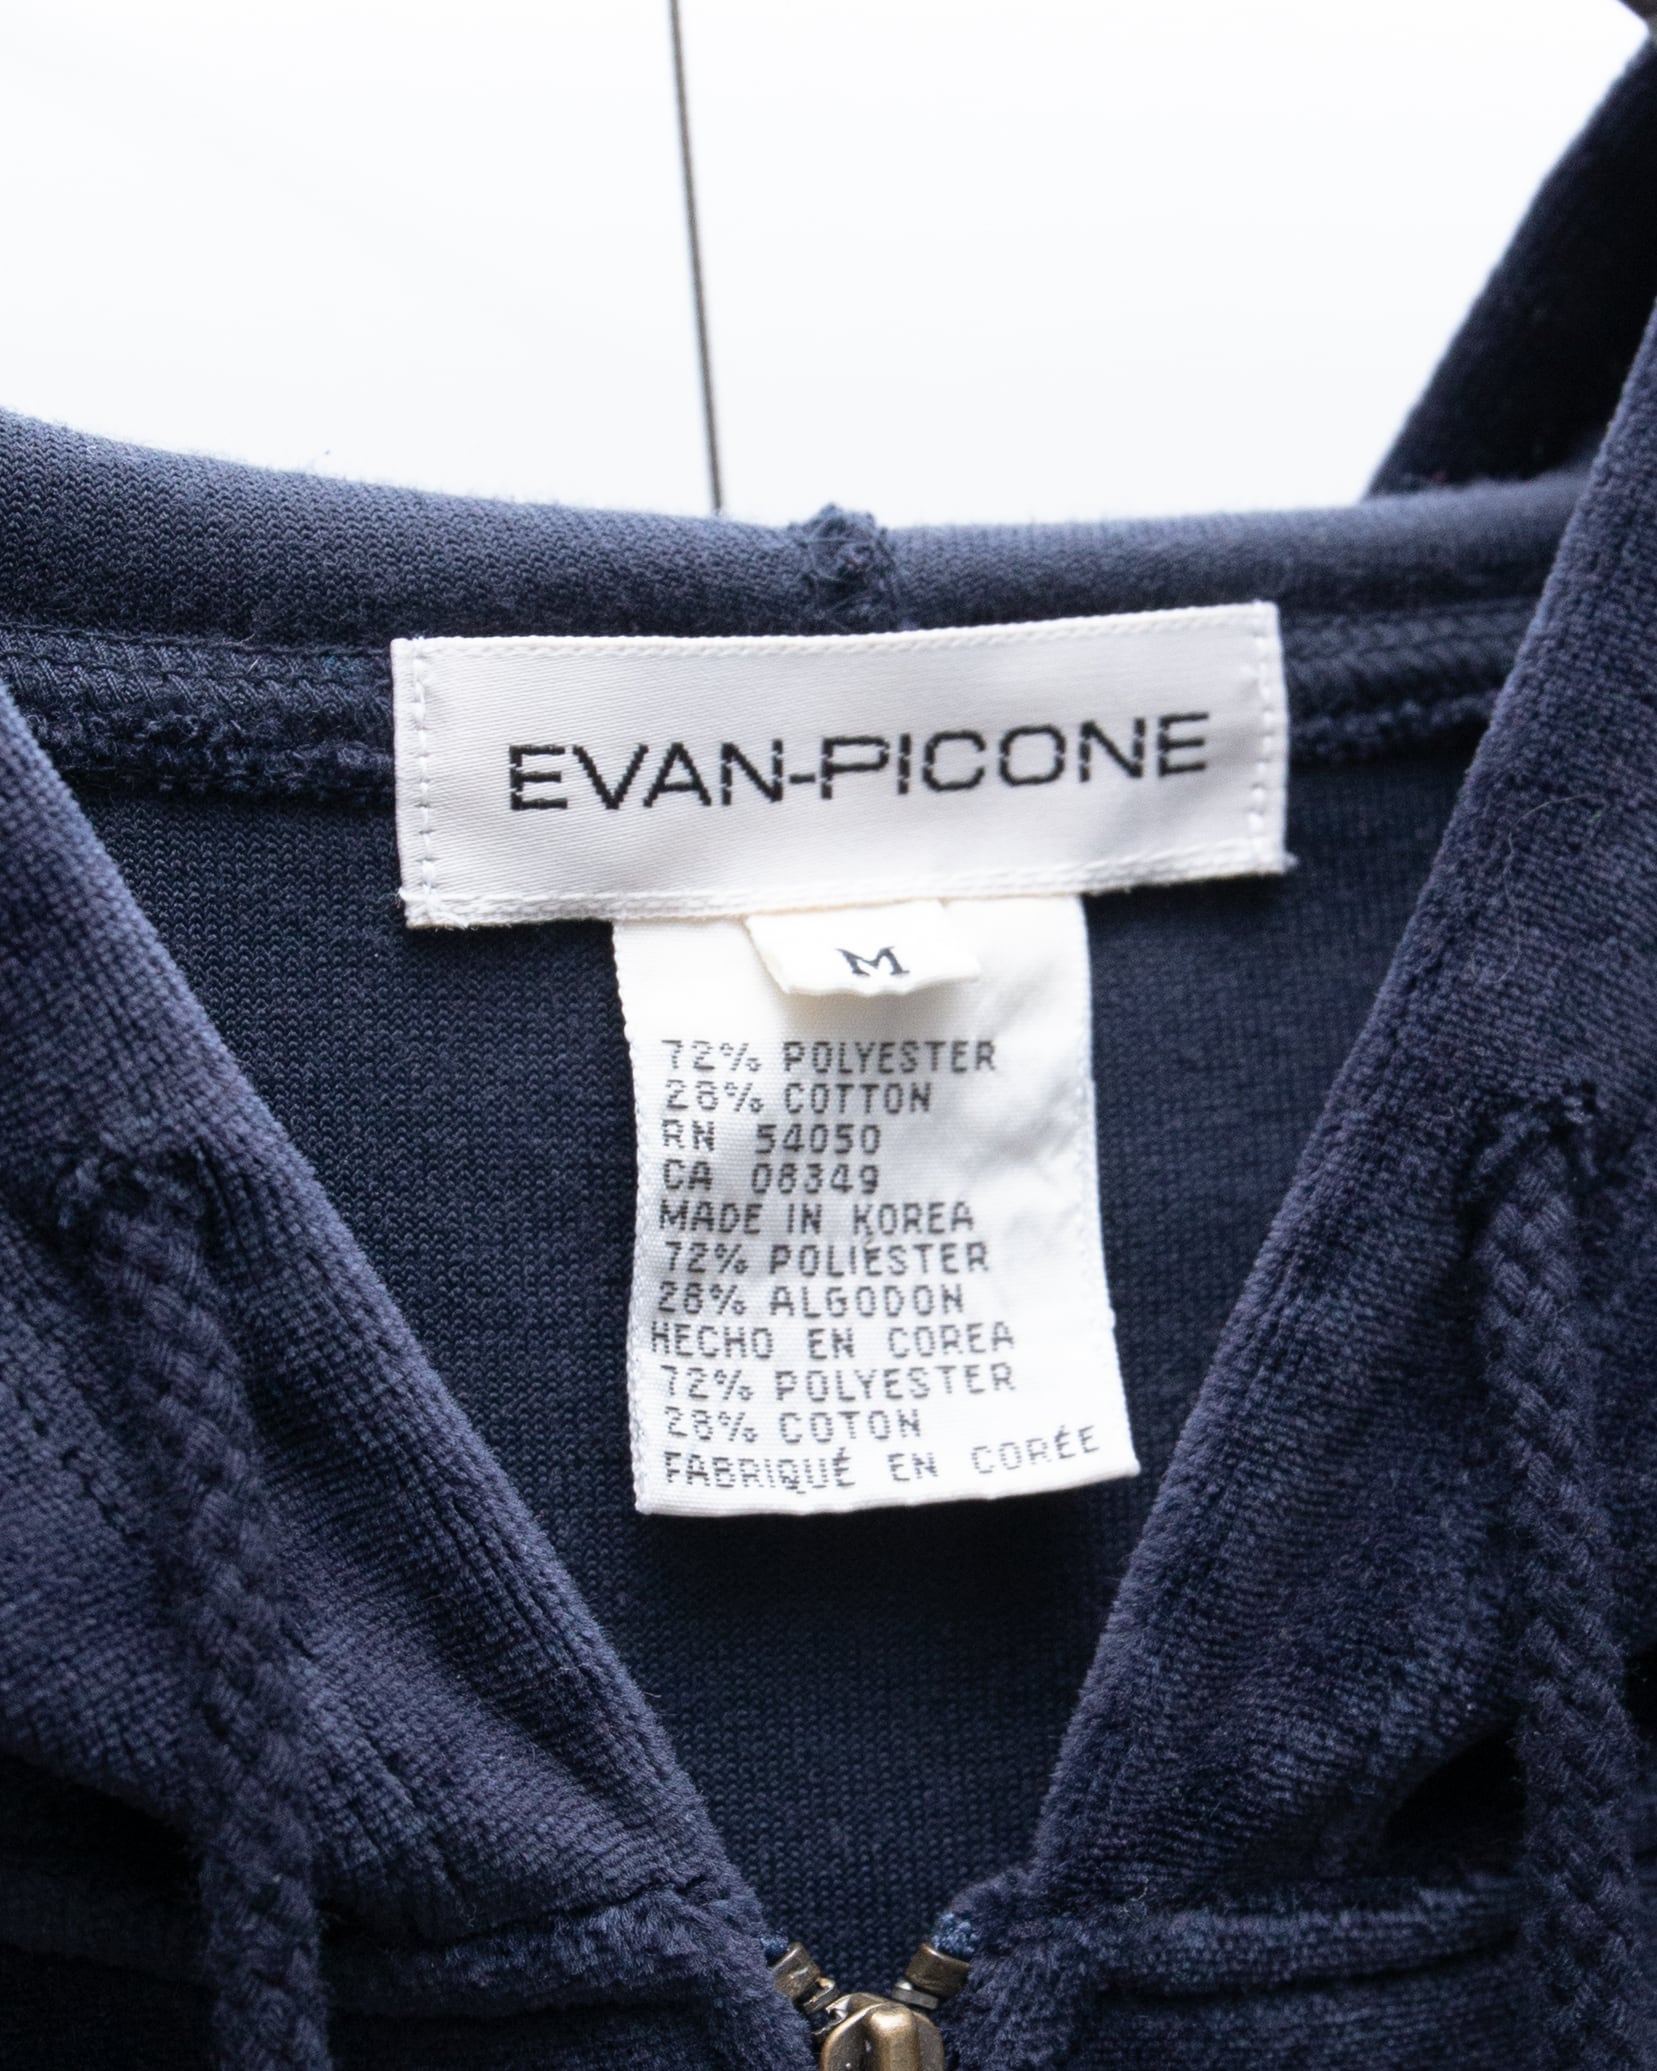 EVAN-PICONE
M
72% POLYESTER
28% COTTON
RN 54050
CA 08349
MADE IN KOREA
72% POLIÉSTER
28% ALGODON
HECHO EN COREA
72% POLYESTER
28% COTON
FABRIQUÉ EN CORÉE